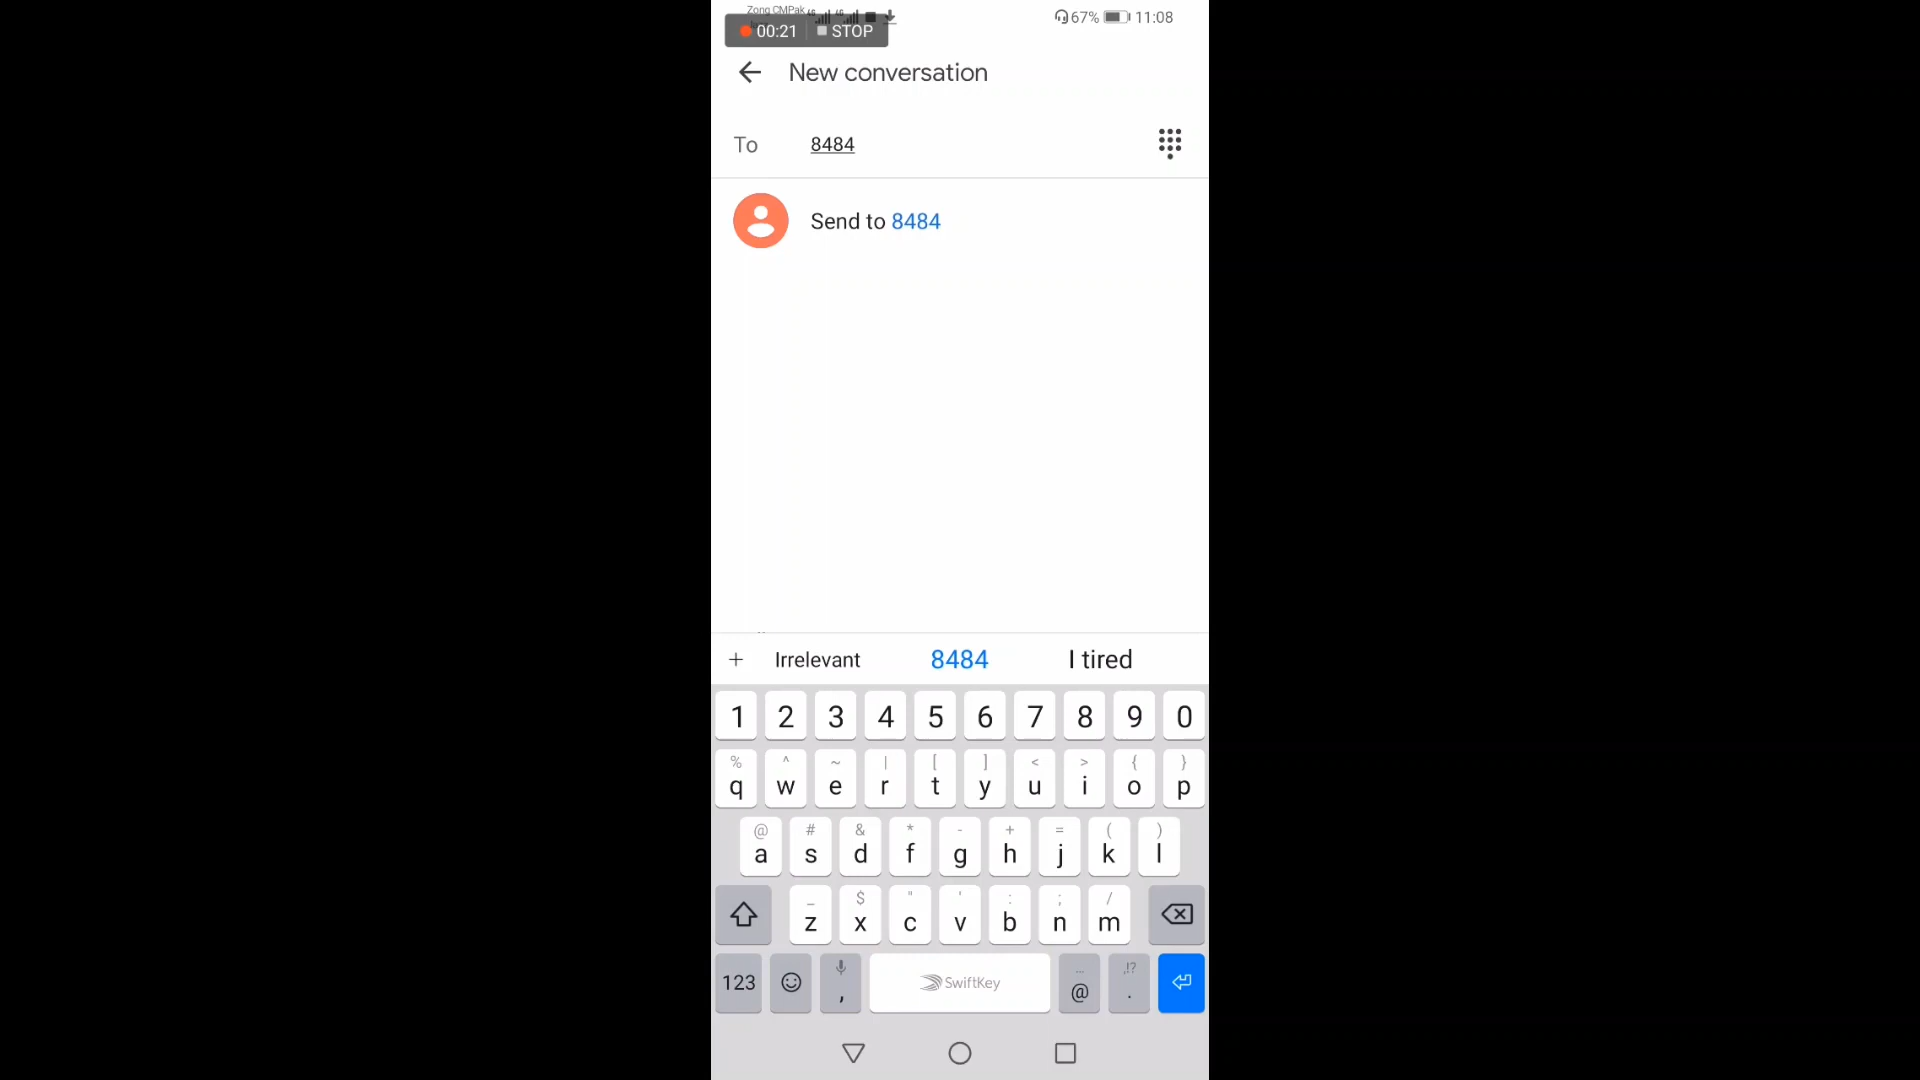 Zong CMPak
67% 11:08
00:21 STOP
New conversation
To 8484
Send to 8484
+ Irrelevant 8484 I tired
1 2 3 4 5 6 7 8 9 0
% ^ ~ | [ ] < > { }
q w e r t y u i o p
@ # & * - + = ( )
a s d f g h j k l
_ $ " ' : ; /
z x c v b n m
... ,!?
123 , SwiftKey @ .